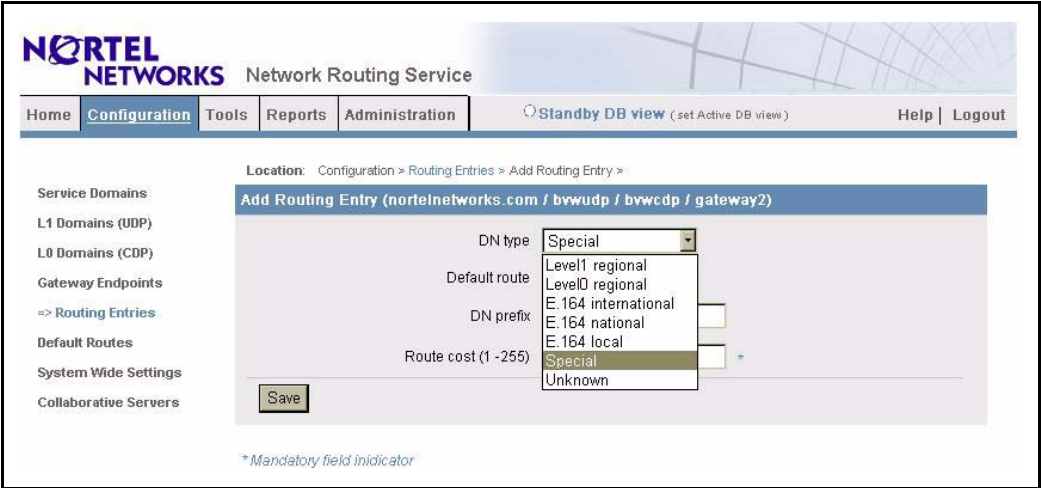 NORTEL
NETWORKS Network Routing Service
Home Configuration Tools Reports Administration Standby DB view ( set Active DB view ) Help | Logout
Location: Configuration > Routing Entries > Add Routing Entry >
Add Routing Entry (nortelnetworks.com / bvwudp / bvwcdp / gateway2)
Service Domains
L1 Domains (UDP)
L0 Domains (CDP)
Gateway Endpoints
=> Routing Entries
Default Routes
System Wide Settings
Collaborative Servers
DN type Special
Level1 regional
Level0 regional
E.164 international
E.164 national
E.164 local
Special
Unknown
Default route
DN prefix
Route cost (1 -255) *
Save
* Mandatory field inidicator